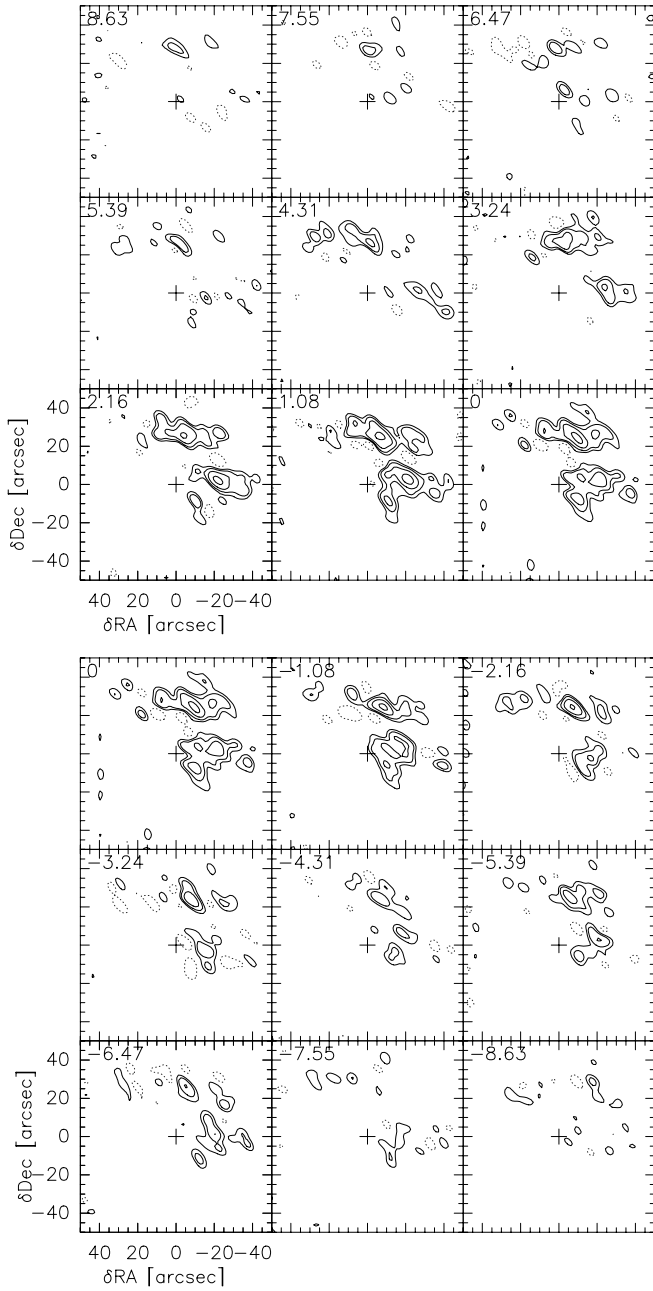 8.63 7.55 6.47
5.39 4.31 3.24
2.16 1.08 0
40
20
0
−20
−40
δDec [arcsec]
40 20 0 −20−40
δRA [arcsec]
0 −1.08 −2.16
−3.24 −4.31 −5.39
−6.47 −7.55 −8.63
40
20
0
−20
−40
δDec [arcsec]
40 20 0 −20−40
δRA [arcsec]